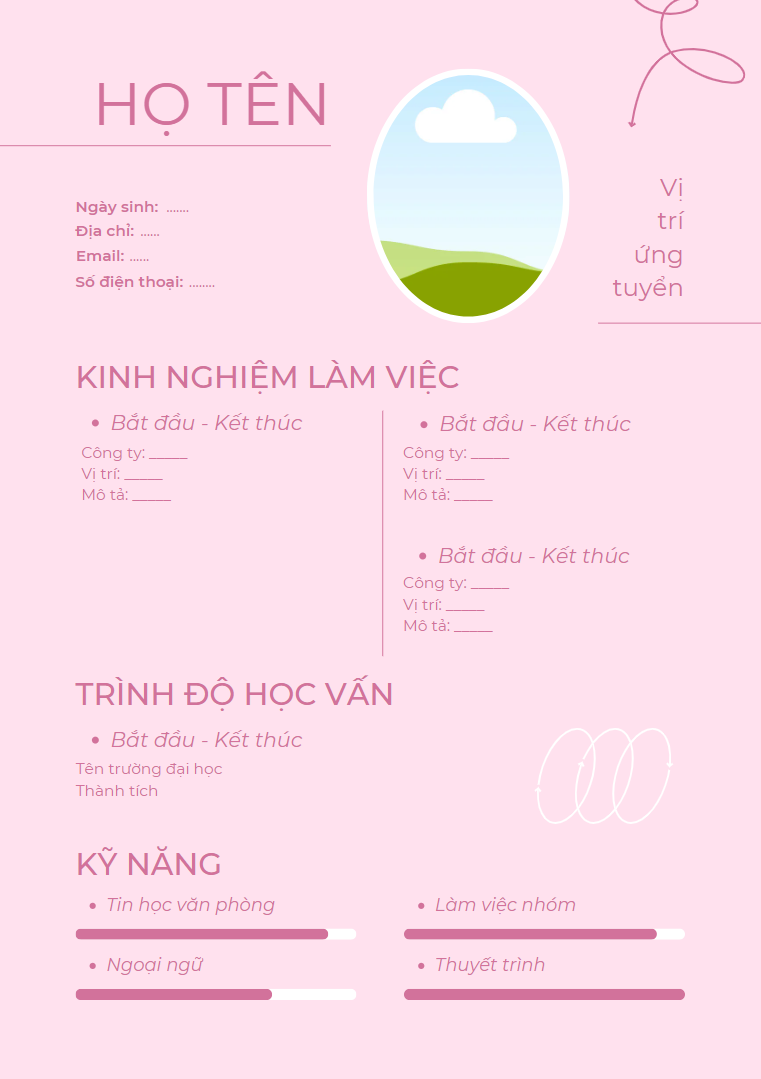 HỌ TÊN
Ngày sinh: .......
Địa chỉ: ......
Email: ......
Số điện thoại: ........
Vị
trí
ứng
tuyển
KINH NGHIỆM LÀM VIỆC
• Bắt đầu - Kết thúc
Công ty: _____
Vị trí: _____
Mô tả: _____
• Bắt đầu - Kết thúc
Công ty: _____
Vị trí: _____
Mô tả: _____
• Bắt đầu - Kết thúc
Công ty: _____
Vị trí: _____
Mô tả: _____
TRÌNH ĐỘ HỌC VẤN
• Bắt đầu - Kết thúc
Tên trường đại học
Thành tích
KỸ NĂNG
• Tin học văn phòng
• Làm việc nhóm
• Ngoại ngữ
• Thuyết trình